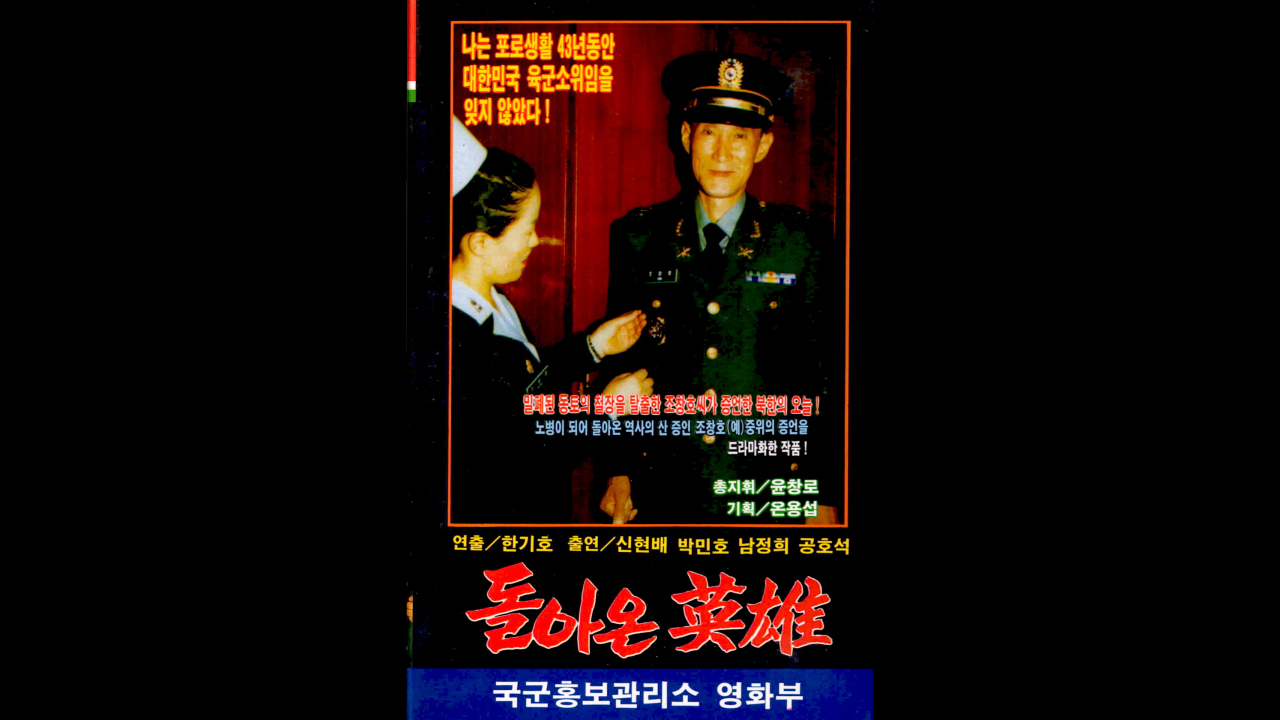 나는 포로생활 43년동안
대한민국 육군소위임을
잊지 않았다 !
밀폐된 동토의 철장을 탈출한 조창호씨가 증언한 북한의 오늘 !
노병이 되어 돌아온 역사의 산 증인 조창호(예)중위의 증언을
드라마화한 작품 !
총지휘／윤창로
기획／온용섭
연출／한기호 출연／신현배 박민호 남정희 공호석
돌아온 英雄
국군홍보관리소 영화부